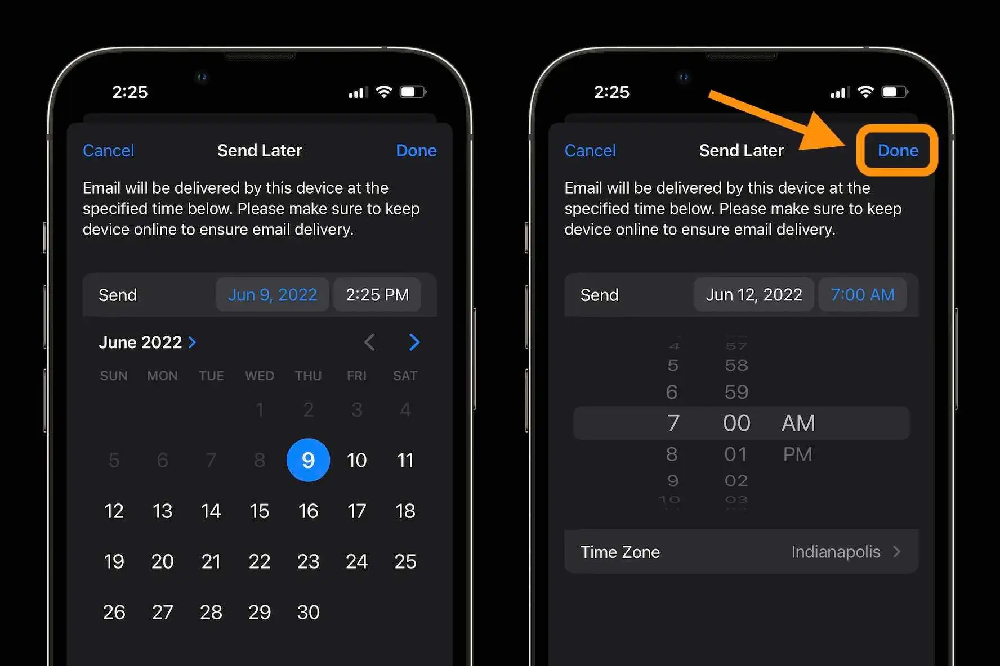 2:25
Cancel Send Later Done
Email will be delivered by this device at the
specified time below. Please make sure to keep
device online to ensure email delivery.
Send Jun 9, 2022 2:25 PM
June 2022
SUN MON TUE WED THU FRI SAT
1 2 3 4
5 6 7 8 9 10 11
12 13 14 15 16 17 18
19 20 21 22 23 24 25
26 27 28 29 30
2:25
Cancel Send Later Done
Email will be delivered by this device at the
specified time below. Please make sure to keep
device online to ensure email delivery.
Send Jun 12, 2022 7:00 AM
4 57
5 58
6 59
7 00 AM
8 01 PM
9 02
10 03
Time Zone Indianapolis